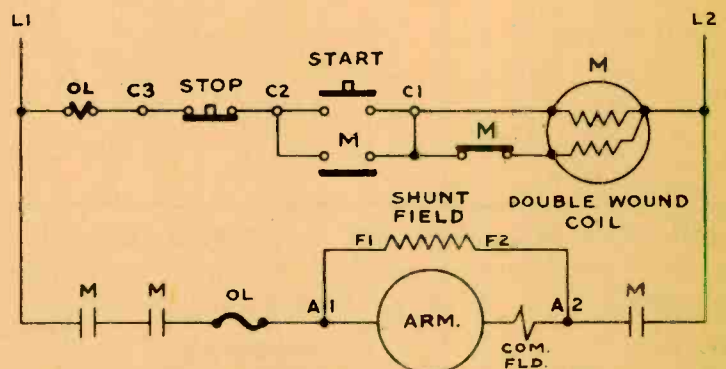 L1
L2
START
M
OL
C3
STOP
C2
C1
M
M
SHUNT
FIELD
DOUBLE WOUND
COIL
F1
F2
M
M
OL
A1
ARM.
A2
M
COM.
FLD.